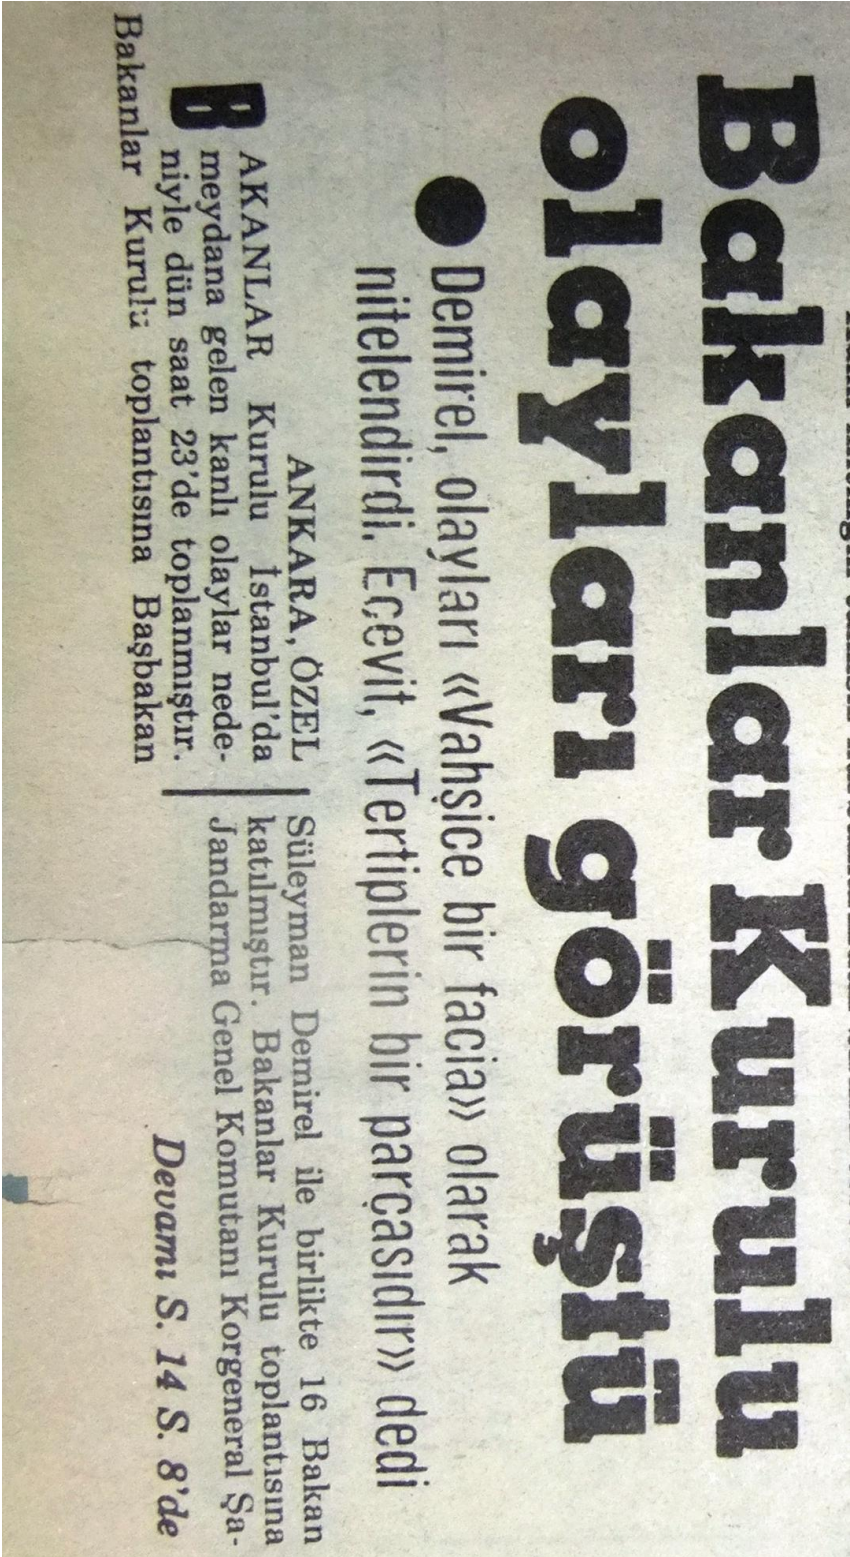 Bakanlar Kurulu
olayları görüştü
● Demirel, olayları «Vahşice bir facia» olarak
nitelendirdi. Ecevit, «Tertiplerin bir parçasıdır» dedi
ANKARA, ÖZEL
BAKANLAR Kurulu İstanbul'da
meydana gelen kanlı olaylar nede-
niyle dün saat 23'de toplanmıştır.
Bakanlar Kurulu toplantısına Başbakan
Süleyman Demirel ile birlikte 16 Bakan
katılmıştır. Bakanlar Kurulu toplantısına
Jandarma Genel Komutanı Korgeneral Şa-
Devamı S. 14 S. 8'de